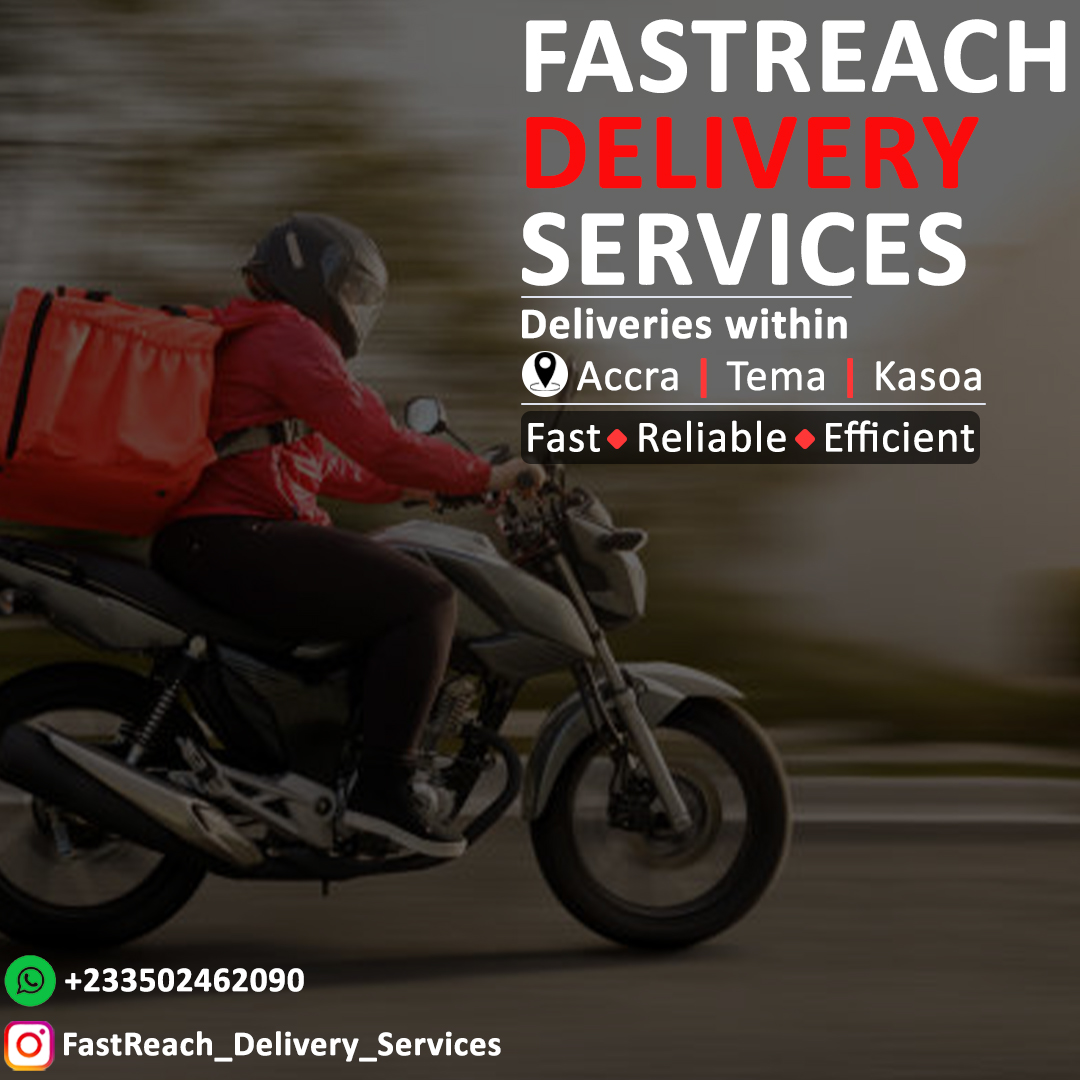 FASTREACH
DELIVERY
SERVICES
Deliveries within
Accra | Tema | Kasoa
Fast Reliable Efficient
+233502462090
FastReach_Delivery_Services